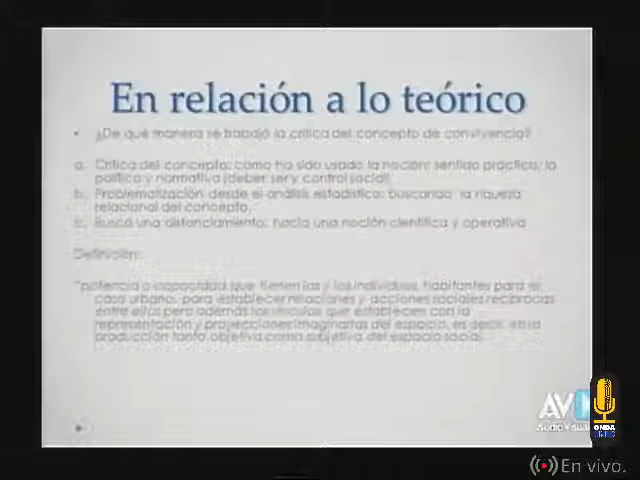 En relación a lo teórico
• ¿De qué manera se trabajó la crítica del concepto de convivencia?
a. Crítica del concepto: como ha sido usado la noción: sentido práctico; lo
político y normativo (deber ser y control social)
b. Problematización desde el análisis estadístico: buscando la riqueza
relacional del concepto.
c. Busca una distanciamiento: hacia una noción científica y operativa
Definición:
"potencia o capacidad que tienen las y los individuos, habitantes para el
caso urbano, para establecer relaciones y acciones sociales recíprocas
entre ellos pero además los vínculos que establecen con la
representación y proyecciones imaginarias del espacio, es decir, en la
producción tanto objetiva como subjetiva del espacio social.
AV
Audiovisual
ONDA
En vivo.